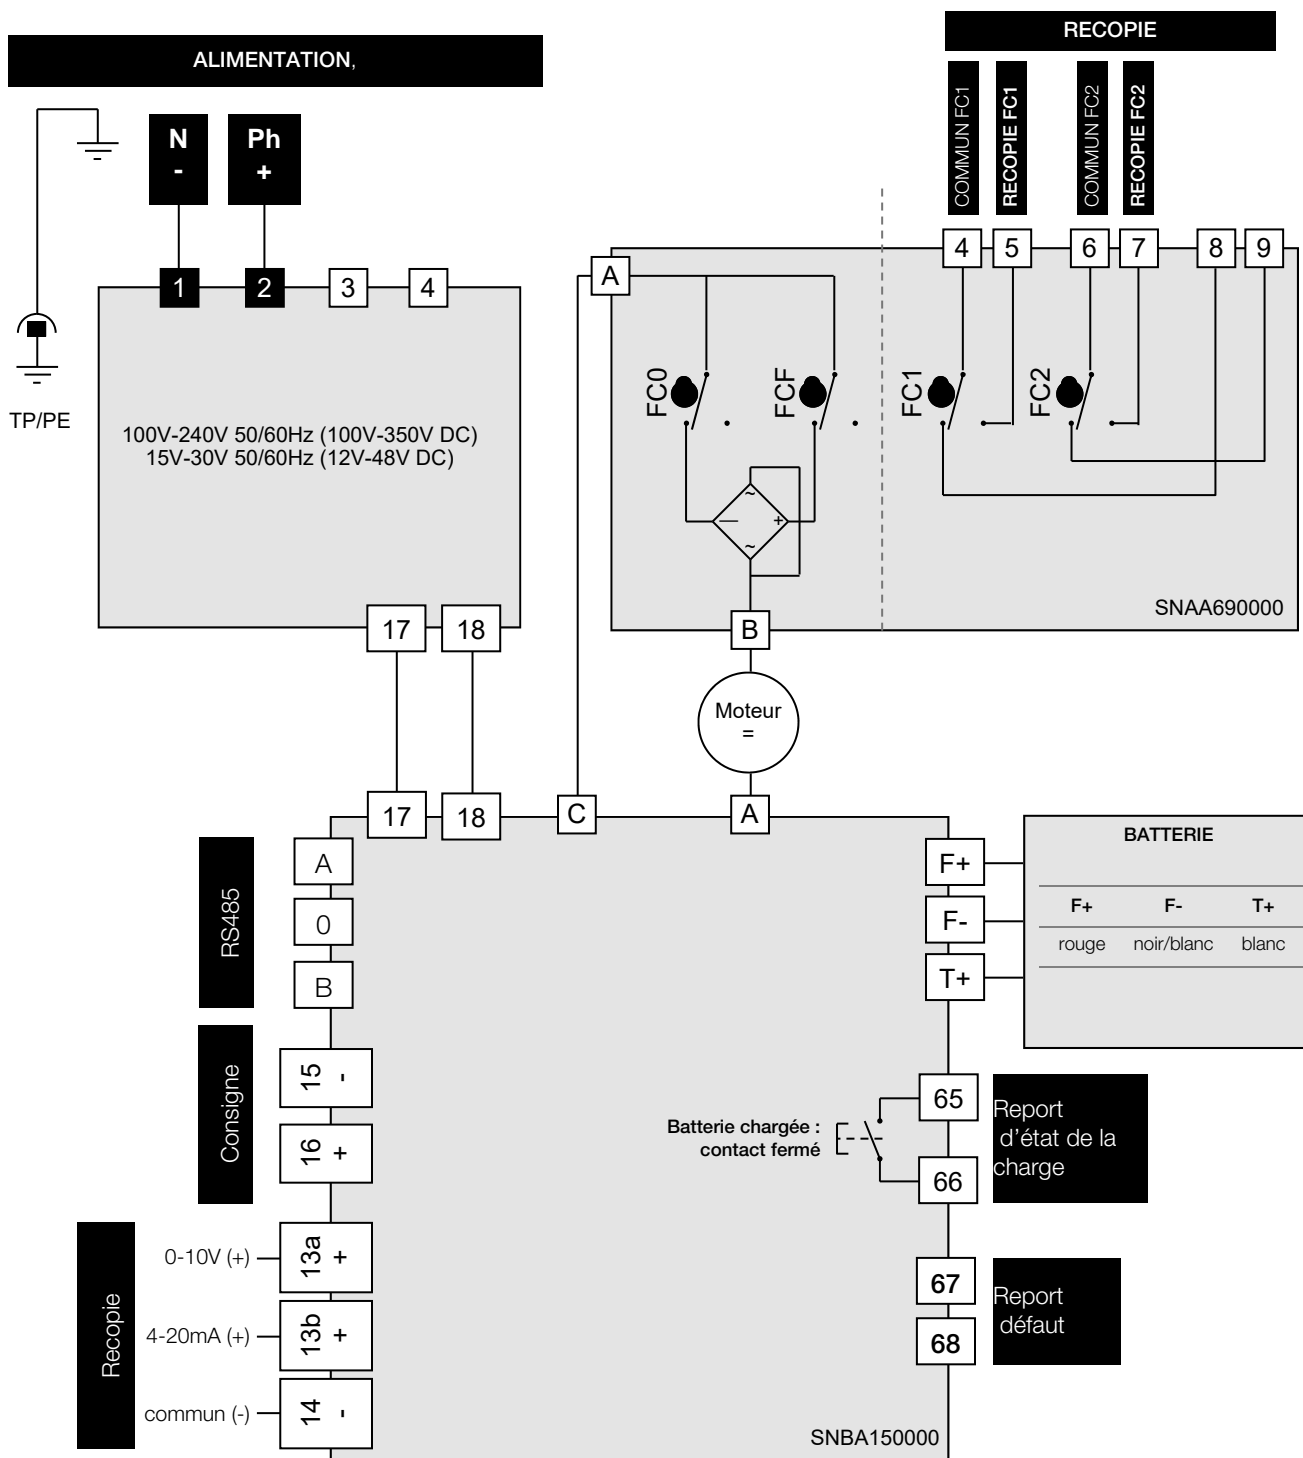 ALIMENTATION,
N
-
Ph
+
1
2
3
4
TP/PE
100V-240V 50/60Hz (100V-350V DC)
15V-30V 50/60Hz (12V-48V DC)
17
18
RECOPIE
COMMUN FC1
RECOPIE FC1
COMMUN FC2
RECOPIE FC2
4
5
6
7
8
9
A
FC0
FCF
FC1
FC2
~
—
+
~
SNAA690000
B
Moteur
=
17
18
C
A
RS485
A
0
B
Consigne
15 -
16 +
Recopie
0-10V (+)
13a +
4-20mA (+)
13b +
commun (-)
14 -
F+
F-
T+
BATTERIE
F+ F- T+
rouge noir/blanc blanc
Batterie chargée :
contact fermé
65
66
Report
d'état de la
charge
67
68
Report
défaut
SNBA150000